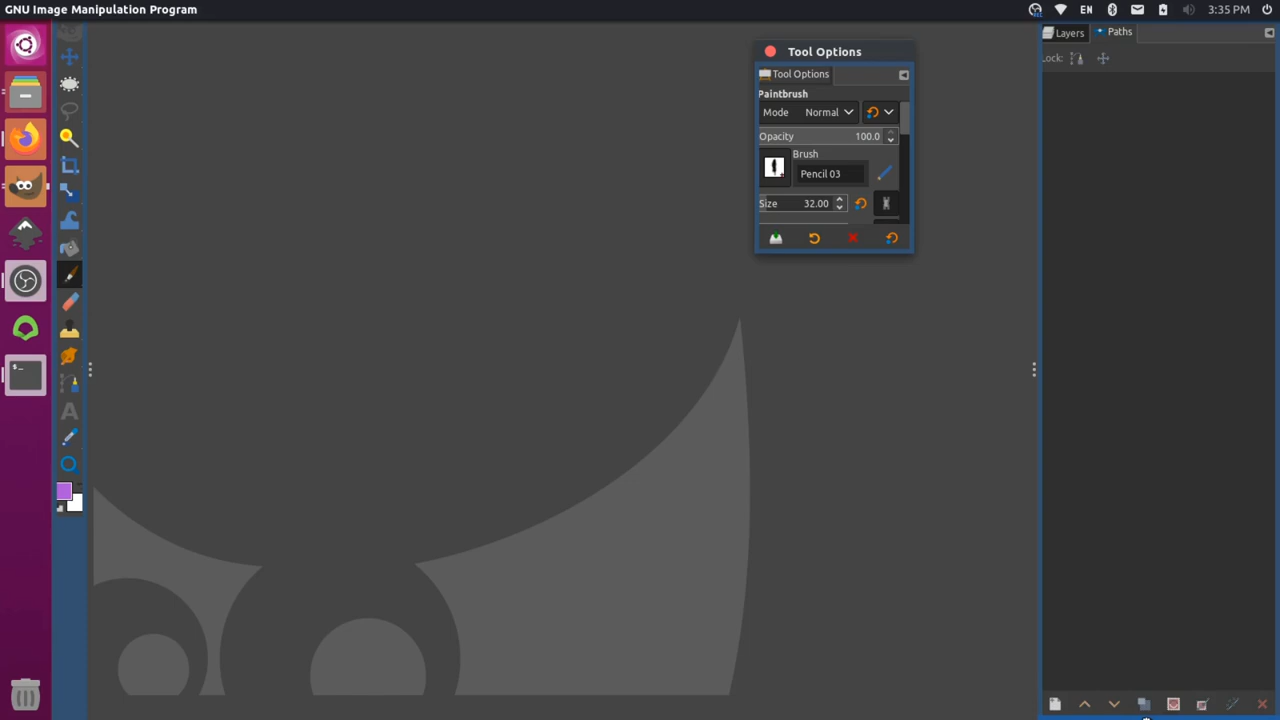 GNU Image Manipulation Program
EN
3:35 PM
Layers
Paths
Lock:
Tool Options
Tool Options
Paintbrush
Mode Normal
Opacity 100.0
Brush
Pencil 03
Size 32.00